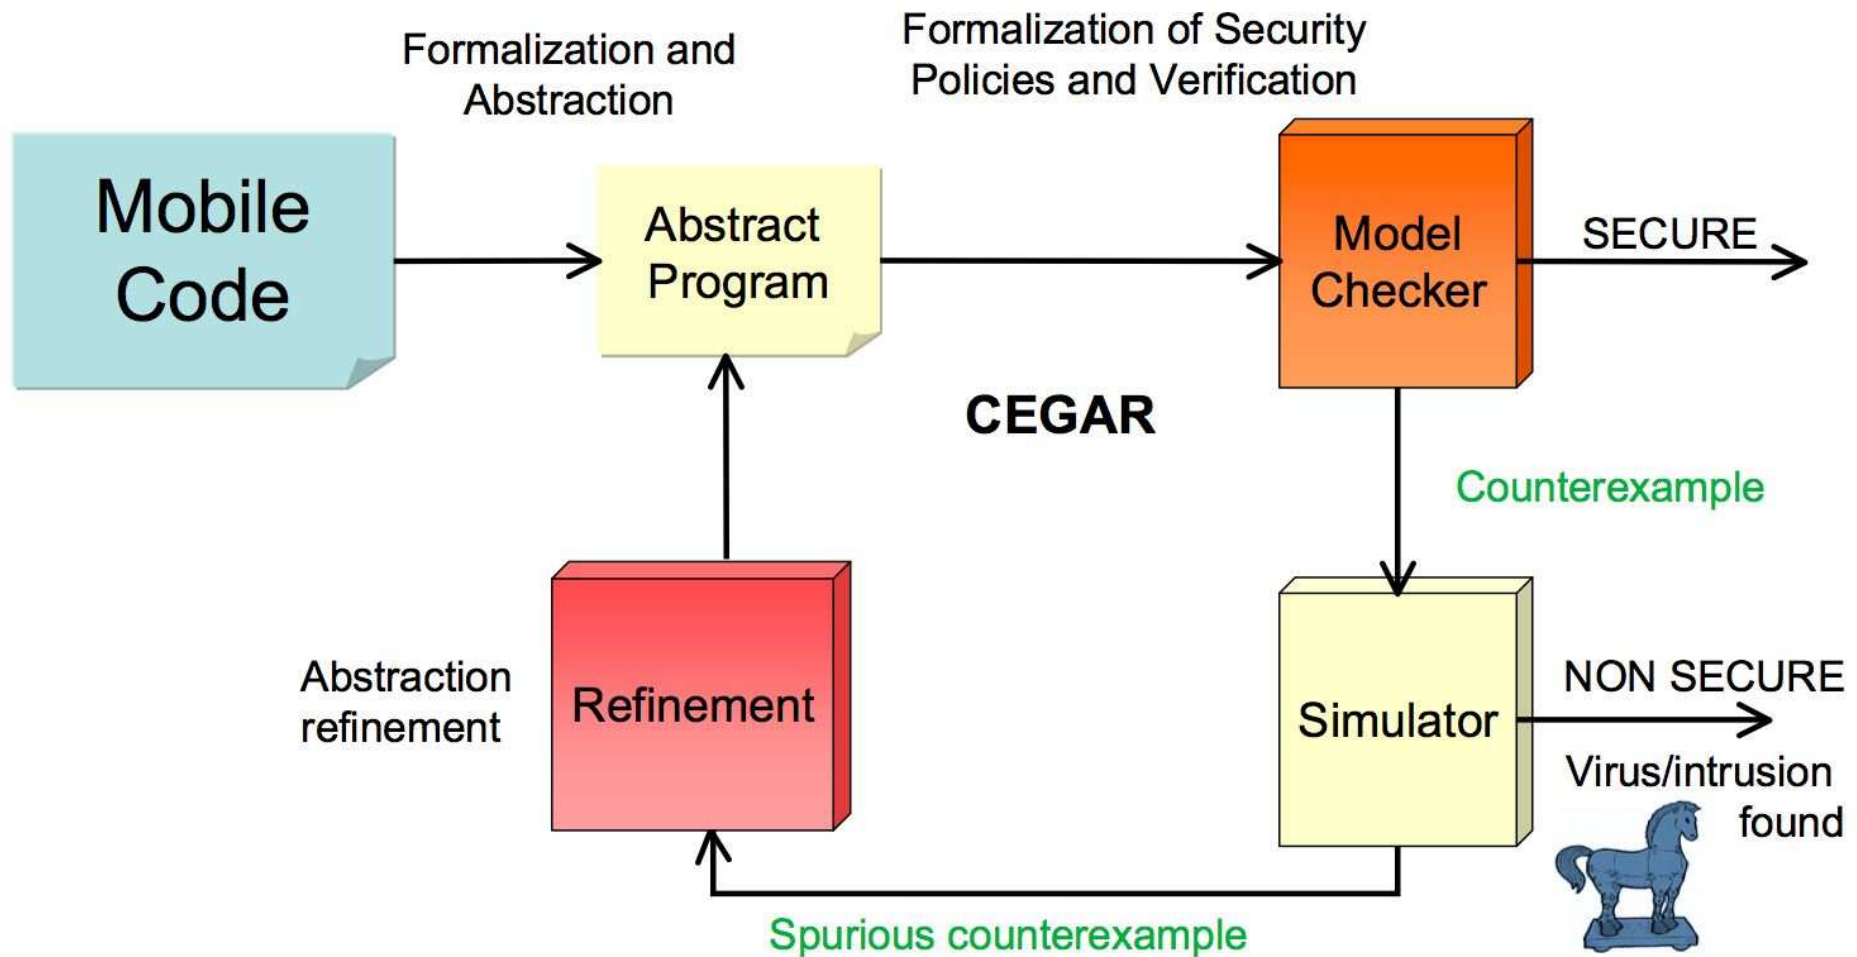 Formalization and
Abstraction
Formalization of Security
Policies and Verification
Mobile
Code
Abstract
Program
Model
Checker
SECURE
CEGAR
Counterexample
Abstraction
refinement
Refinement
Simulator
NON SECURE
Virus/intrusion
found
Spurious counterexample